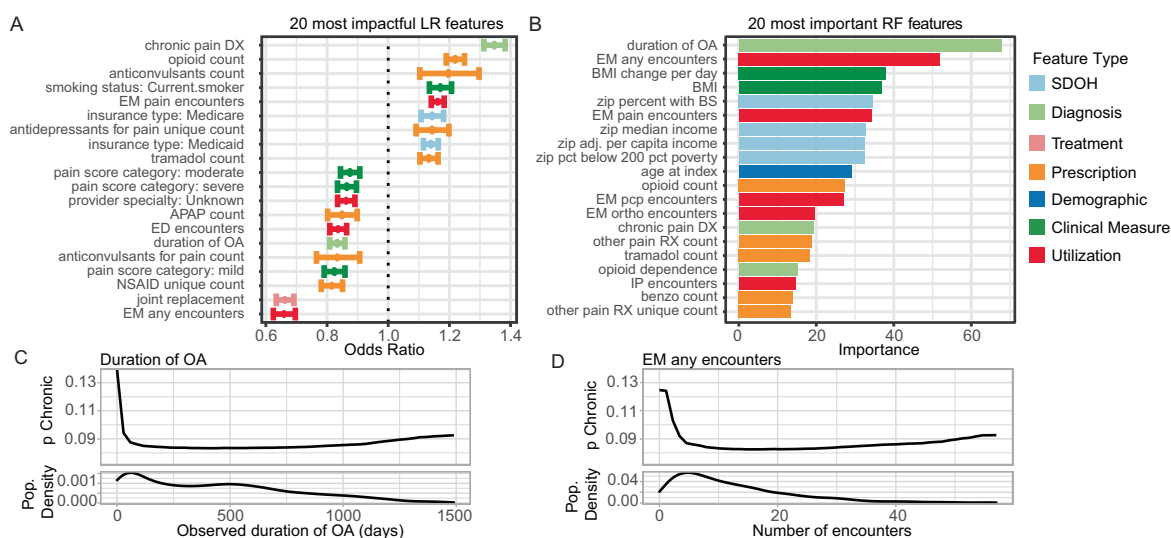 A
20 most impactful LR features
chronic pain DX
opioid count
anticonvulsants count
smoking status: Current.smoker
EM pain encounters
insurance type: Medicare
antidepressants for pain unique count
insurance type: Medicaid
tramadol count
pain score category: moderate
pain score category: severe
provider specialty: Unknown
APAP count
ED encounters
duration of OA
anticonvulsants for pain count
pain score category: mild
NSAID unique count
joint replacement
EM any encounters
0.6 0.8 1.0 1.2 1.4
Odds Ratio
B
20 most important RF features
duration of OA
EM any encounters
BMI change per day
BMI
zip percent with BS
EM pain encounters
zip median income
zip adj. per capita income
zip pct below 200 pct poverty
age at index
opioid count
EM pcp encounters
EM ortho encounters
chronic pain DX
other pain RX count
tramadol count
opioid dependence
IP encounters
benzo count
other pain RX unique count
0 20 40 60
Importance
Feature Type
SDOH
Diagnosis
Treatment
Prescription
Demographic
Clinical Measure
Utilization
C
Duration of OA
p Chronic
0.13
0.11
0.09
Pop.
Density
0.001
0.000
0 500 1000 1500
Observed duration of OA (days)
D
EM any encounters
p Chronic
0.13
0.11
0.09
Pop.
Density
0.04
0.00
0 20 40
Number of encounters